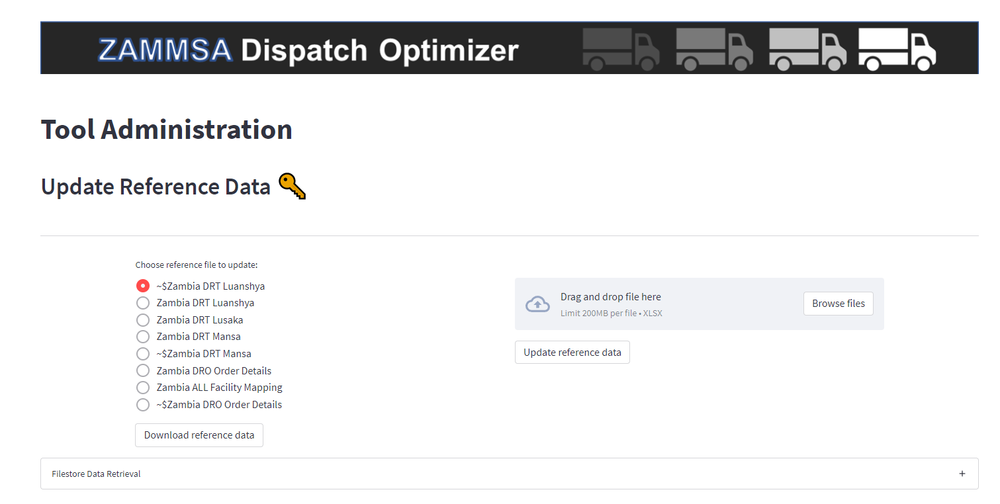 ZAMMSA Dispatch Optimizer
Tool Administration
Update Reference Data
Choose reference file to update:
~$Zambia DRT Luanshya
Zambia DRT Luanshya
Zambia DRT Lusaka
Zambia DRT Mansa
~$Zambia DRT Mansa
Zambia DRO Order Details
Zambia ALL Facility Mapping
~$Zambia DRO Order Details
Download reference data
Drag and drop file here
Limit 200MB per file • XLSX
Browse files
Update reference data
Filestore Data Retrieval